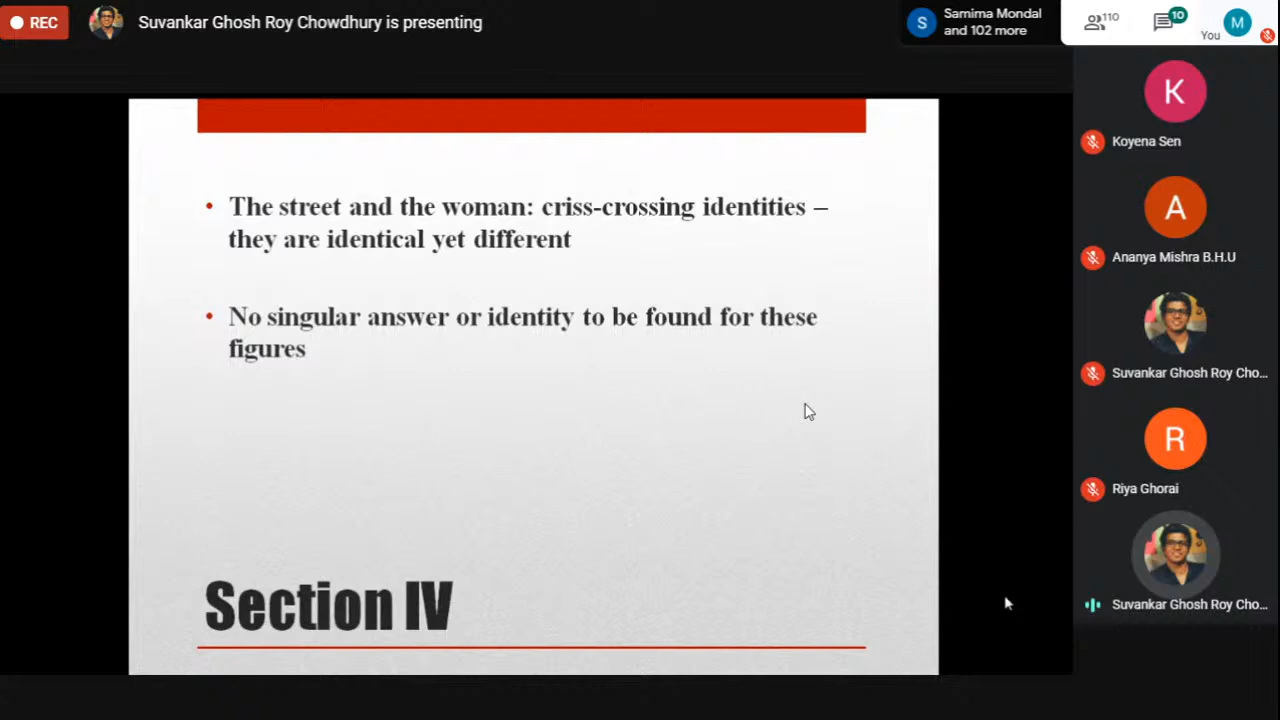 REC
Suvankar Ghosh Roy Chowdhury is presenting
S
Samima Mondal
and 102 more
110
10
You
M
K
Koyena Sen
A
Ananya Mishra B.H.U
Suvankar Ghosh Roy Cho...
R
Riya Ghorai
Suvankar Ghosh Roy Cho...
• The street and the woman: criss-crossing identities –
they are identical yet different
• No singular answer or identity to be found for these
figures
Section IV